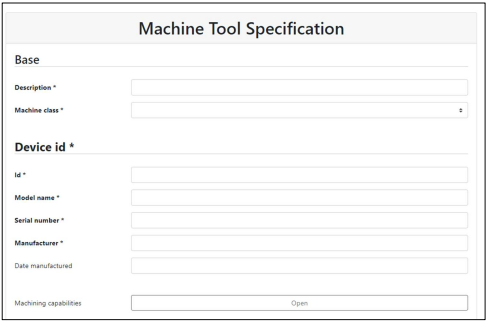 Machine Tool Specification
Base
Description *
Machine class *
Device id *
Id *
Model name *
Serial number *
Manufacturer *
Date manufactured
Machining capabilities Open